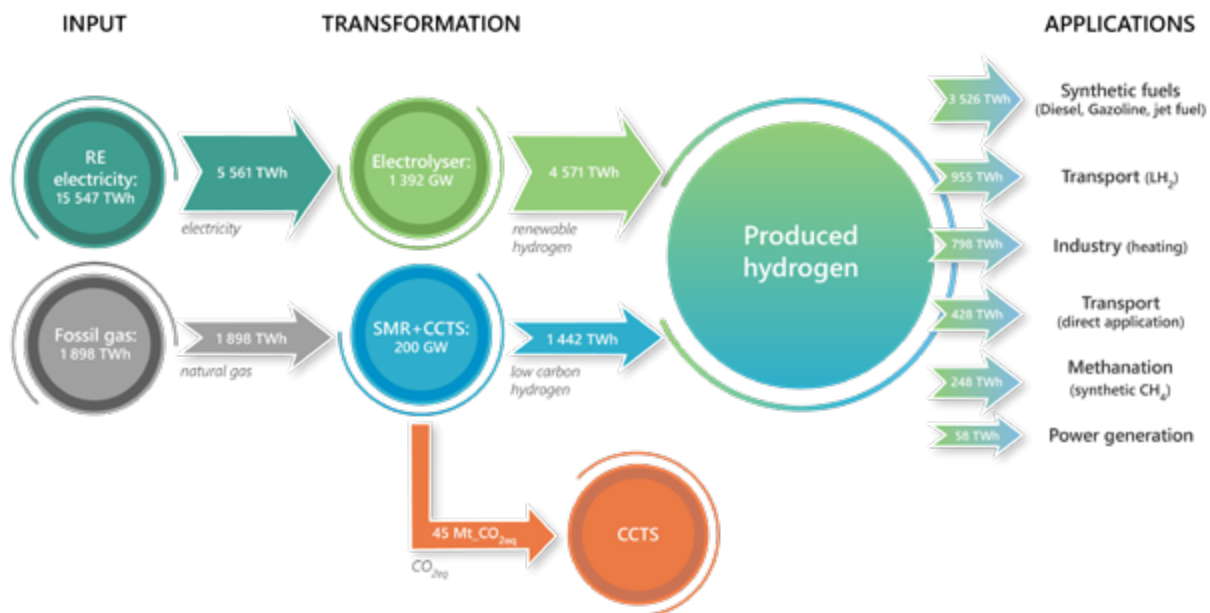 INPUT
TRANSFORMATION
APPLICATIONS
RE
electricity:
15 547 TWh
5 561 TWh
electricity
Electrolyser:
1 392 GW
4 571 TWh
renewable
hydrogen
Fossil gas:
1 898 TWh
1 898 TWh
natural gas
SMR+CCTS:
200 GW
1 442 TWh
low carbon
hydrogen
45 Mt_CO₂eq
CO₂eq
CCTS
Produced
hydrogen
3 526 TWh
Synthetic fuels
(Diesel, Gazoline, jet fuel)
955 TWh
Transport (LH₂)
798 TWh
Industry (heating)
428 TWh
Transport
(direct application)
248 TWh
Methanation
(synthetic CH₄)
58 TWh
Power generation